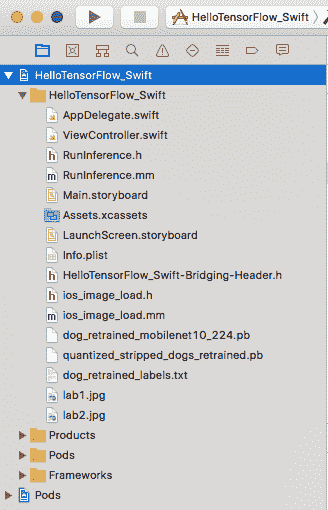 HelloTensorFlow_Swift
HelloTensorFlow_Swift
HelloTensorFlow_Swift
AppDelegate.swift
ViewController.swift
RunInference.h
RunInference.mm
Main.storyboard
Assets.xcassets
LaunchScreen.storyboard
Info.plist
HelloTensorFlow_Swift-Bridging-Header.h
ios_image_load.h
ios_image_load.mm
dog_retrained_mobilenet10_224.pb
quantized_stripped_dogs_retrained.pb
dog_retrained_labels.txt
lab1.jpg
lab2.jpg
Products
Pods
Frameworks
Pods